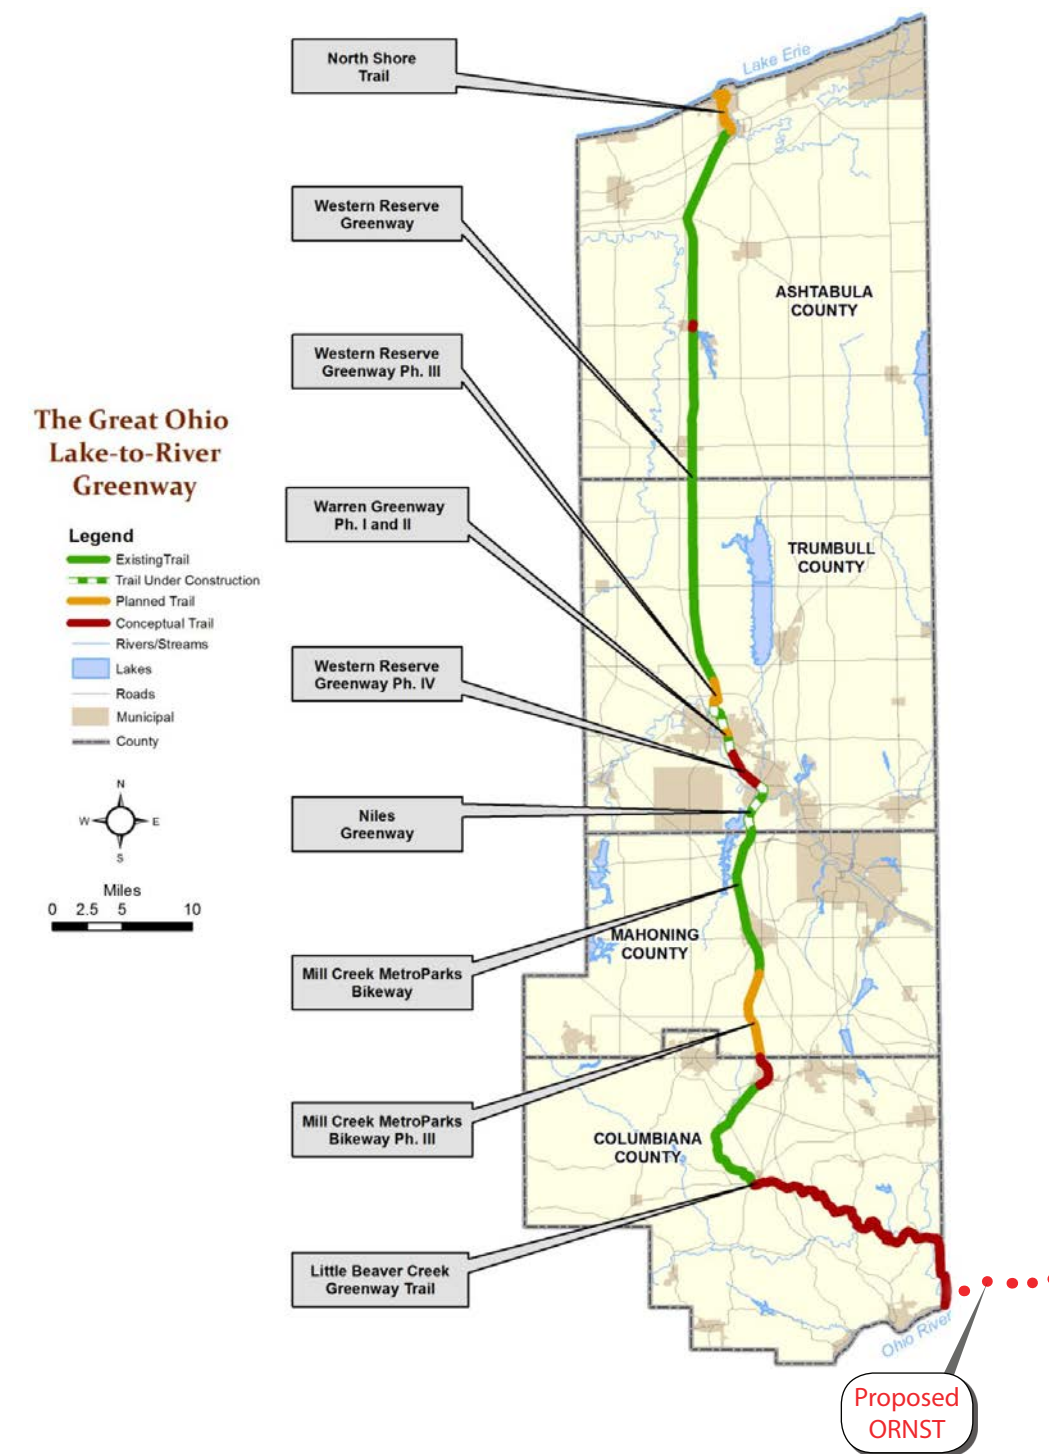 North Shore
Trail
Lake Erie
Western Reserve
Greenway
ASHTABULA
COUNTY
Western Reserve
Greenway Ph. III
The Great Ohio
Lake-to-River
Greenway
Warren Greenway
Ph. I and II
Legend
ExistingTrail
Trail Under Construction
Planned Trail
Conceptual Trail
Rivers/Streams
Lakes
Roads
Municipal
County
TRUMBULL
COUNTY
Western Reserve
Greenway Ph. IV
N
W E
S
Miles
0 2.5 5 10
Niles
Greenway
MAHONING
COUNTY
Mill Creek MetroParks
Bikeway
Mill Creek MetroParks
Bikeway Ph. III
COLUMBIANA
COUNTY
Little Beaver Creek
Greenway Trail
Ohio River
Proposed
ORNST